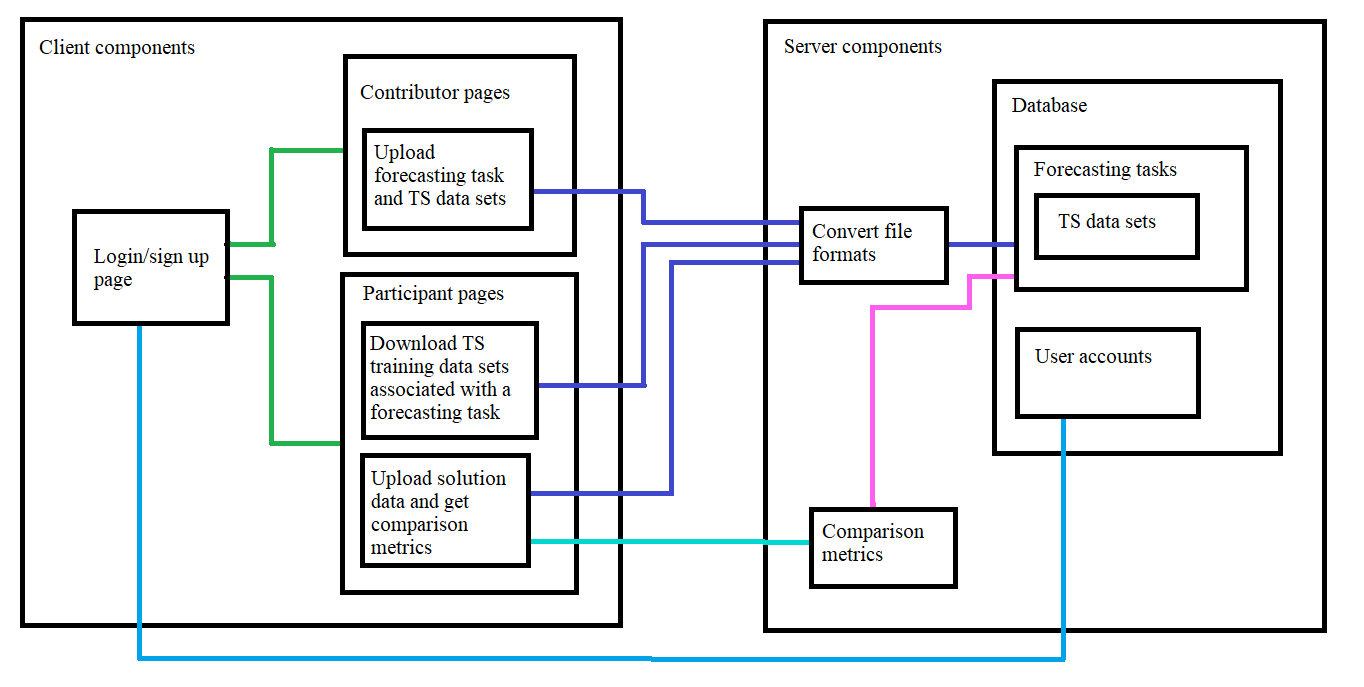 Client components
Contributor pages
Upload
forecasting task
and TS data sets
Login/sign up
page
Participant pages
Download TS
training data sets
associated with a
forecasting task
Upload solution
data and get
comparison
metrics
Server components
Database
Forecasting tasks
TS data sets
Convert file
formats
User accounts
Comparison
metrics